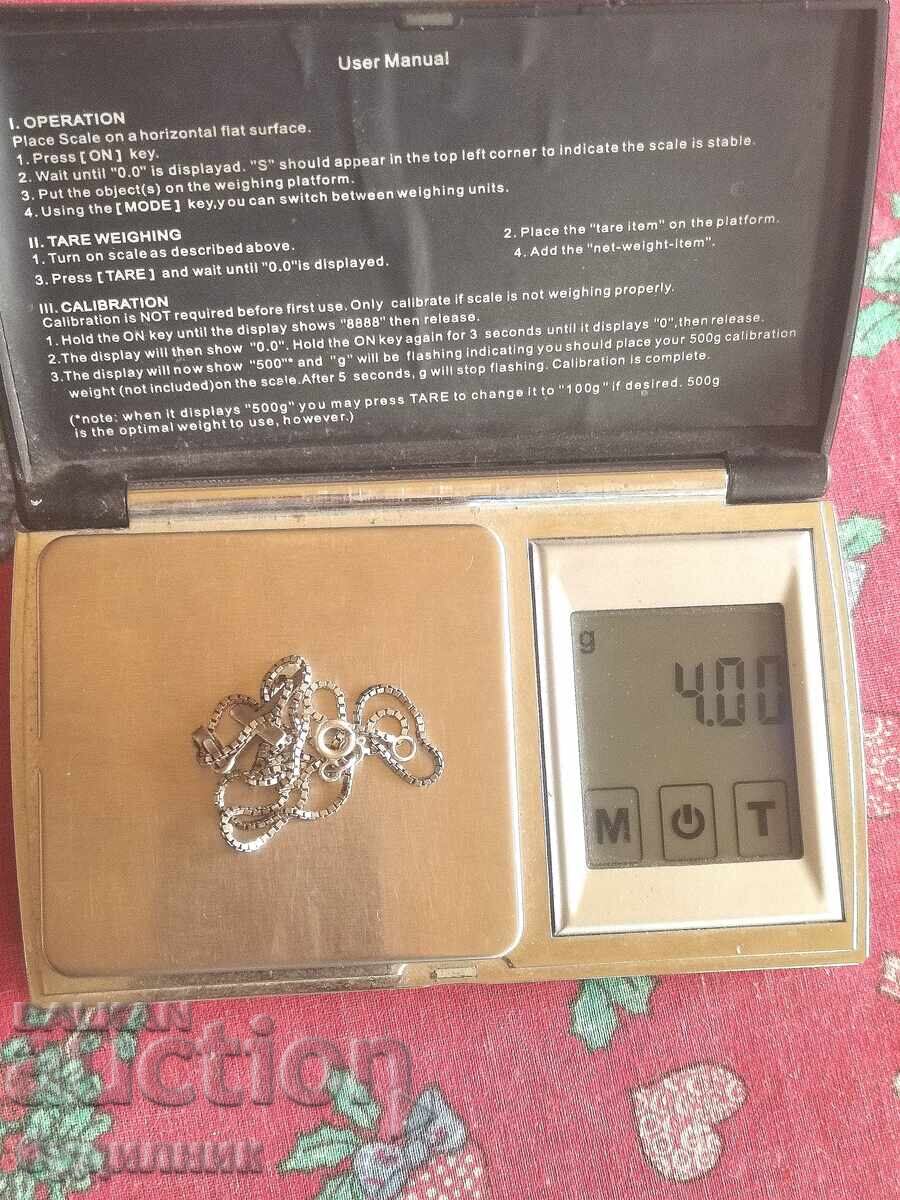 User Manual
I. OPERATION
Place Scale on a horizontal flat surface.
1. Press [ON] key.
2. Wait until "0.0" is displayad. "S" should appear in the top left corner to indicate the scale is stable.
3. Put the object(s) on the weighing platform.
4. Using the [MODE] key,you can switch between weighing units.
II. TARE WEIGHING
1. Turn on scale as described above.
2. Place the "tare item" on the platform.
3. Press [TARE] and wait until "0.0"is displayed.
4. Add the "net-weight-item".
III. CALIBRATION
Calibration is NOT required before first use. Only calibrate if scale is not weighing properly.
1. Hold the ON key until the display shows "8888" then release.
2.The display will then show "0.0". Hold the ON key again for 3 seconds until it displays "0",then release.
3.The display will now show "500"* and "g" will be flashing indicating you should place your 500g calibration
weight (not included)on the scale.After 5 seconds, g will stop flashing. Calibration is complete.
(*note: when it displays "500g" you may press TARE to change it to "100g" if desired. 500g
is the optimal weight to use, however.)
g
4.00
M T
BALKAN
auction